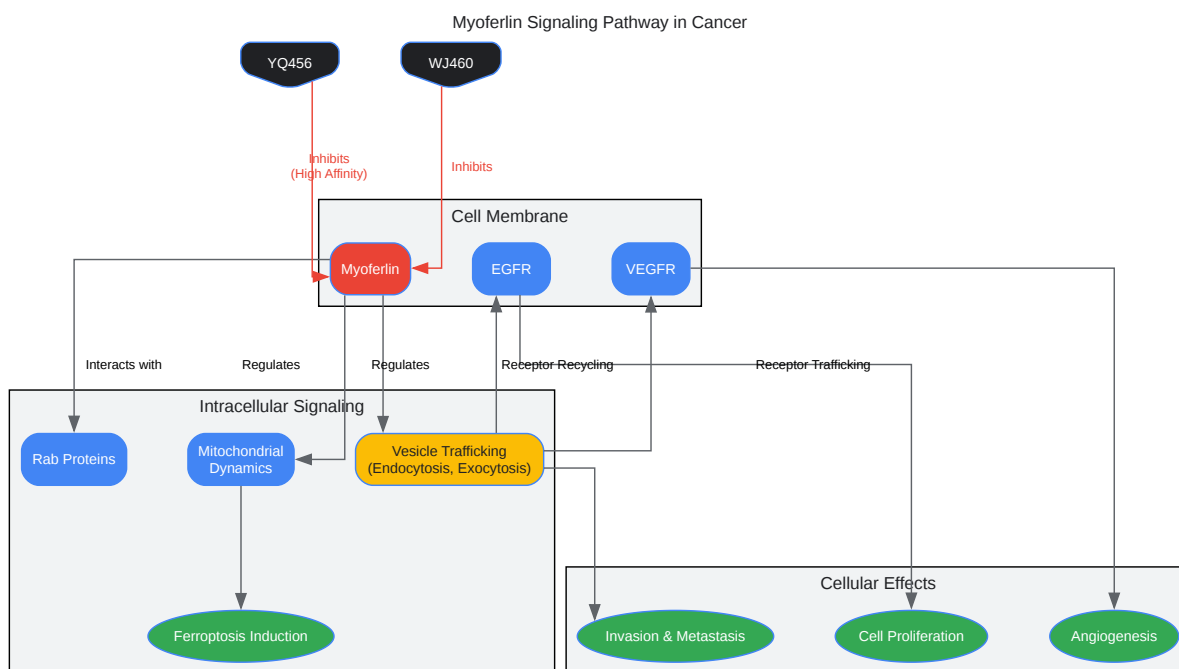 Myoferlin Signaling Pathway in Cancer
YQ456
WJ460
Inhibits
(High Affinity)
Inhibits
Cell Membrane
Myoferlin
EGFR
VEGFR
Interacts with
Regulates
Regulates
Receptor Recycling
Receptor Trafficking
Intracellular Signaling
Rab Proteins
Mitochondrial
Dynamics
Vesicle Trafficking
(Endocytosis, Exocytosis)
Cellular Effects
Ferroptosis Induction
Invasion & Metastasis
Cell Proliferation
Angiogenesis